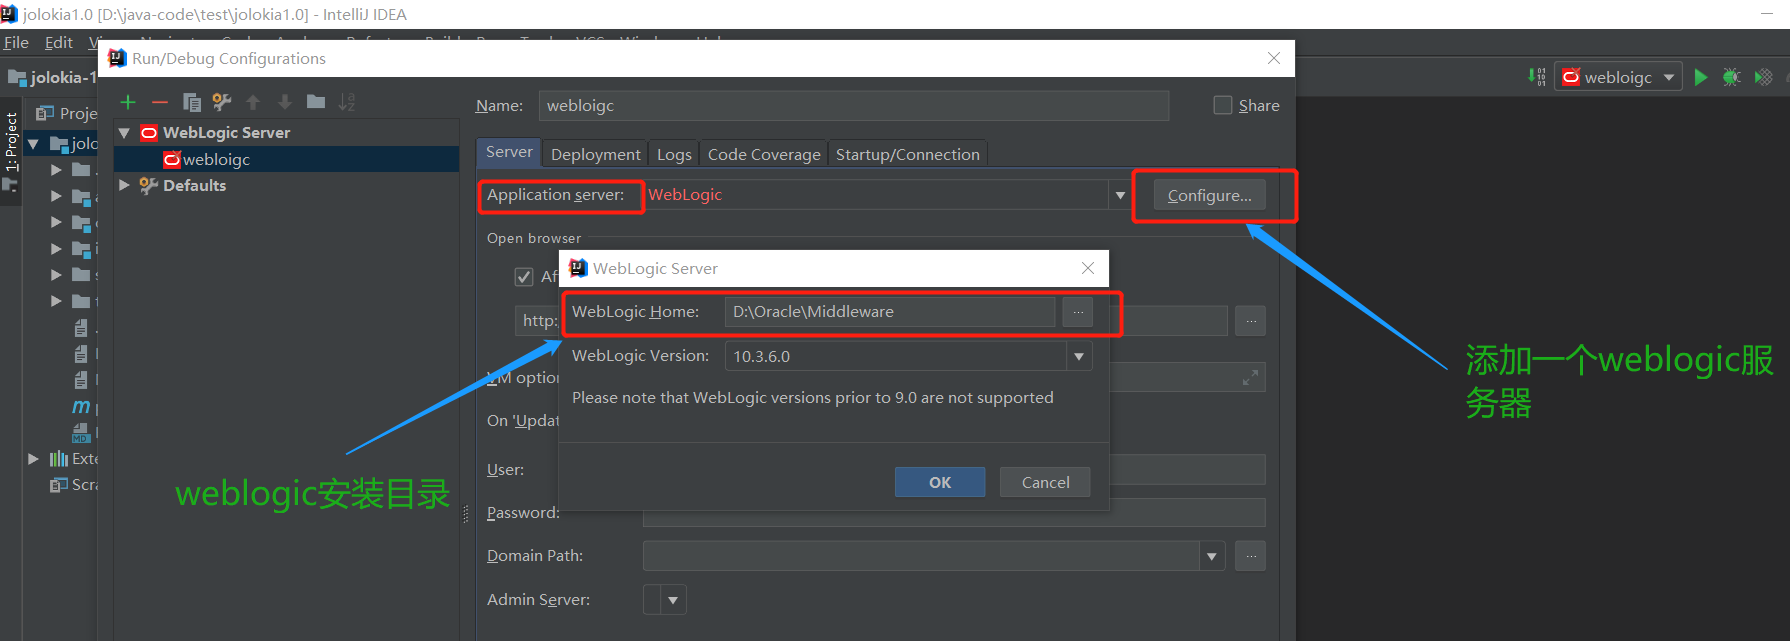 jolokia1.0 [D:\java-code\test\jolokia1.0] - IntelliJ IDEA
File Edit
Run/Debug Configurations
jolokia-1
webloigc
Name: webloigc
Share
Proje
1: Project
WebLogic Server
jolo
webloigc
Defaults
Server Deployment Logs Code Coverage Startup/Connection
Application server: WebLogic Configure...
Open browser
WebLogic Server
Af
WebLogic Home: D:\Oracle\Middleware ...
http: ...
WebLogic Version: 10.3.6.0
VM option
Please note that WebLogic versions prior to 9.0 are not supported
On 'Updat
User:
OK Cancel
Password:
Domain Path: ...
Admin Server:
m
MD
Exte
Scra
添加一个weblogic服
务器
weblogic安装目录